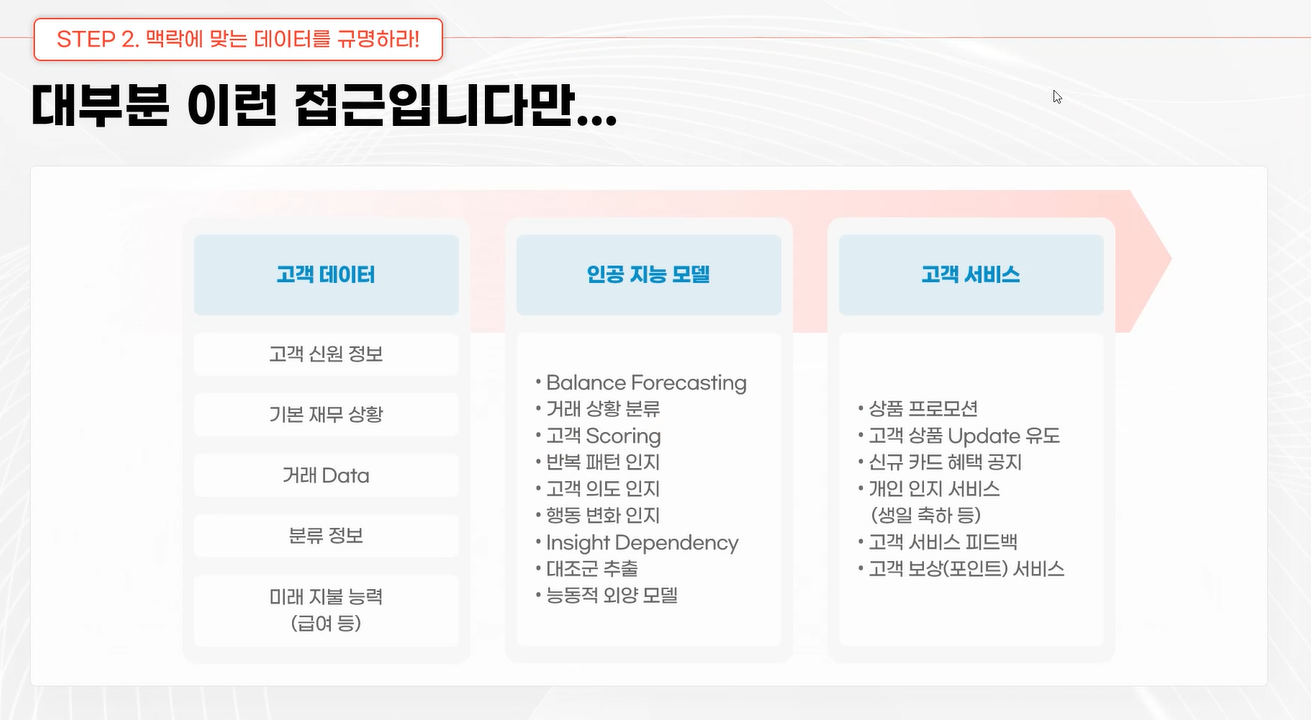 STEP 2. 맥락에 맞는 데이터를 규명하라!
대부분 이런 접근입니다만...
고객 데이터
고객 신원 정보
기본 재무 상황
거래 Data
분류 정보
미래 지불 능력
(급여 등)
인공 지능 모델
• Balance Forecasting
• 거래 상황 분류
• 고객 Scoring
• 반복 패턴 인지
• 고객 의도 인지
• 행동 변화 인지
• Insight Dependency
• 대조군 추출
• 능동적 외양 모델
고객 서비스
• 상품 프로모션
• 고객 상품 Update 유도
• 신규 카드 혜택 공지
• 개인 인지 서비스
(생일 축하 등)
• 고객 서비스 피드백
• 고객 보상(포인트) 서비스